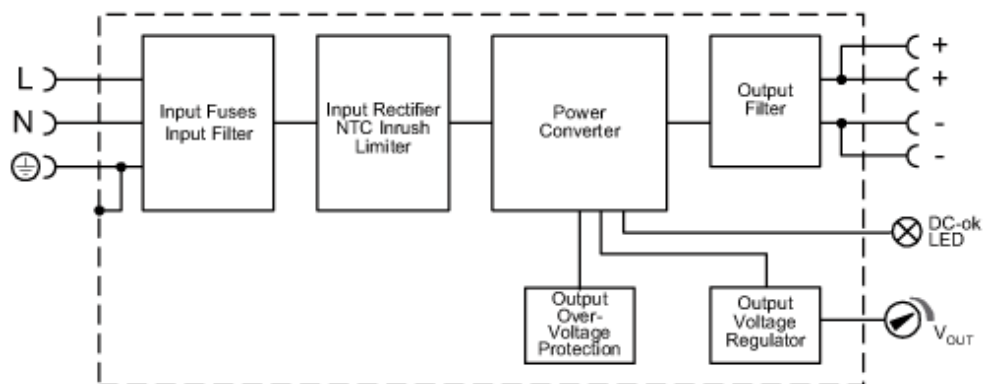 L
N
Input Fuses
Input Filter
Input Rectifier
NTC Inrush
Limiter
Power
Converter
Output
Filter
+
+
-
-
DC-ok
LED
Output
Over-
Voltage
Protection
Output
Voltage
Regulator
VOUT